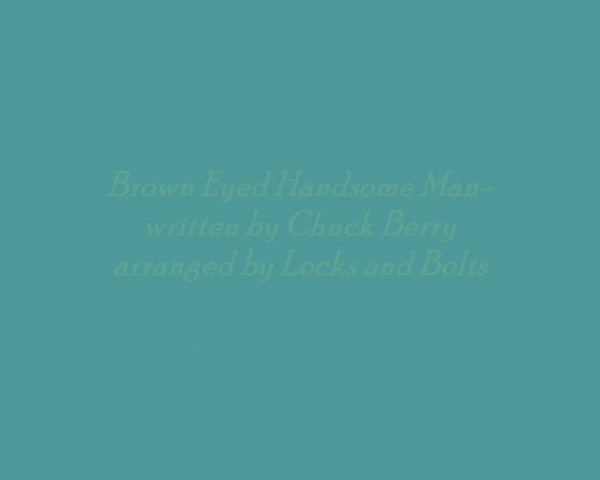 Brown Eyed Handsome Man-
written by Chuck Berry
arranged by Locks and Bolts